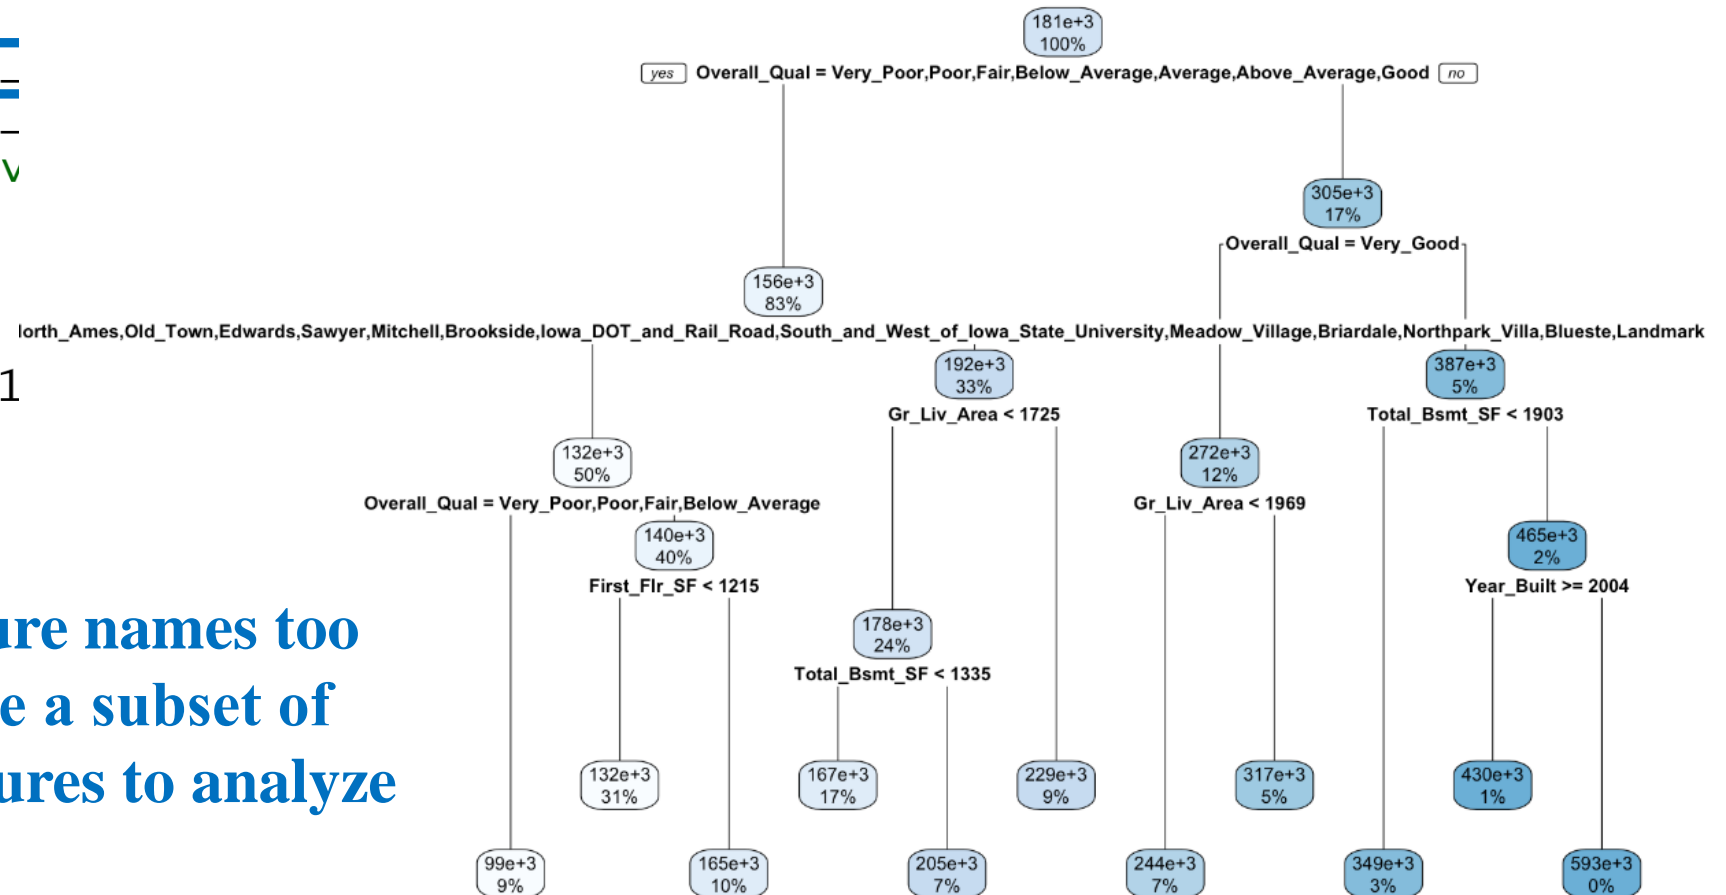 181e+3
100%
yes Overall_Qual = Very_Poor,Poor,Fair,Below_Average,Average,Above_Average,Good no
305e+3
17%
Overall_Qual = Very_Good
156e+3
83%
orth_Ames,Old_Town,Edwards,Sawyer,Mitchell,Brookside,Iowa_DOT_and_Rail_Road,South_and_West_of_Iowa_State_University,Meadow_Village,Briardale,Northpark_Villa,Blueste,Landmark
192e+3
33%
387e+3
5%
1
Gr_Liv_Area < 1725
Total_Bsmt_SF < 1903
132e+3
50%
272e+3
12%
Overall_Qual = Very_Poor,Poor,Fair,Below_Average
Gr_Liv_Area < 1969
140e+3
40%
465e+3
2%
First_Flr_SF < 1215
Year_Built >= 2004
178e+3
24%
Total_Bsmt_SF < 1335
ure names too
e a subset of
ures to analyze
132e+3
31%
167e+3
17%
229e+3
9%
317e+3
5%
430e+3
1%
99e+3
9%
165e+3
10%
205e+3
7%
244e+3
7%
349e+3
3%
593e+3
0%